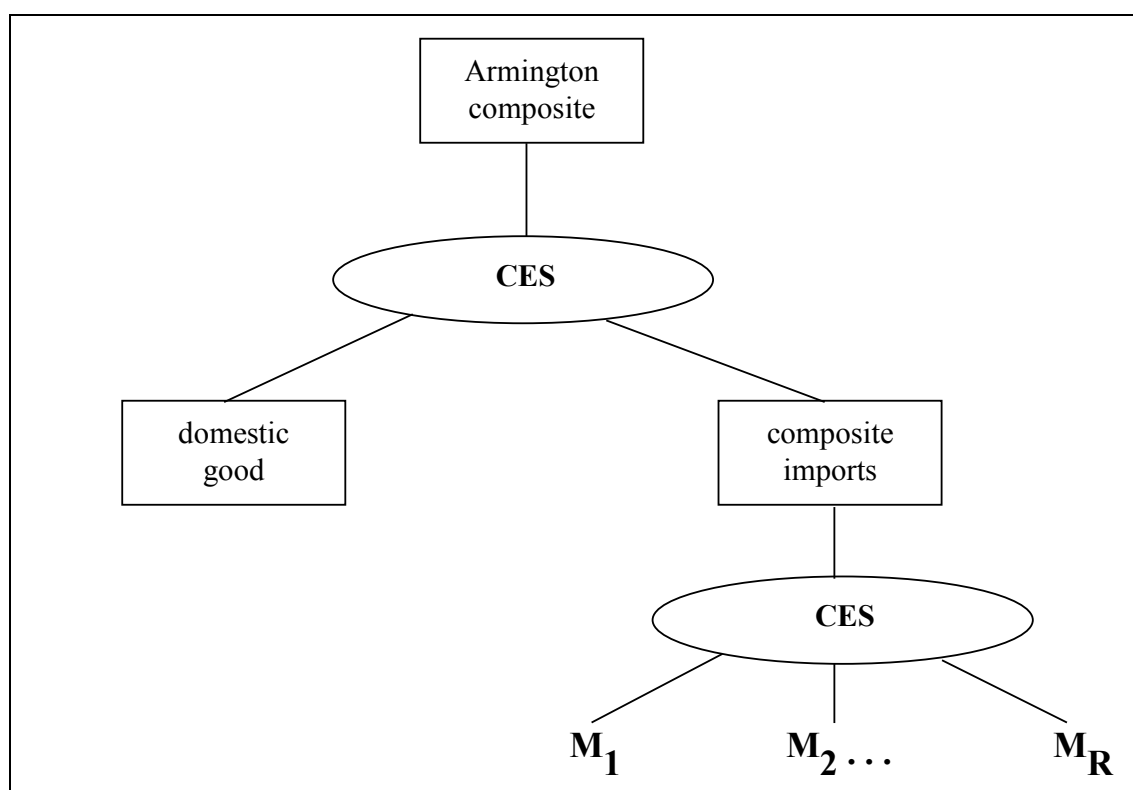 Armington
composite
CES
domestic
good
composite
imports
CES
M1 M2 . . . MR